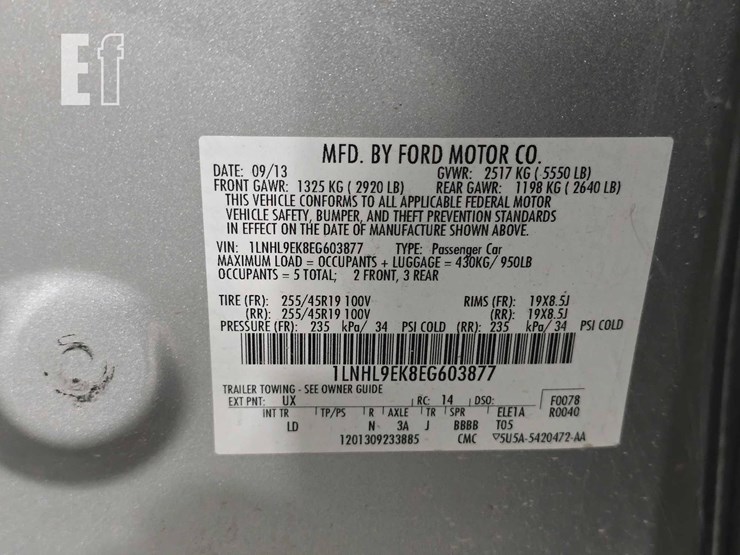 Ef
MFD. BY FORD MOTOR CO.
DATE: 09/13 GVWR: 2517 KG ( 5550 LB)
FRONT GAWR: 1325 KG ( 2920 LB) REAR GAWR: 1198 KG ( 2640 LB)
THIS VEHICLE CONFORMS TO ALL APPLICABLE FEDERAL MOTOR
VEHICLE SAFETY, BUMPER, AND THEFT PREVENTION STANDARDS
IN EFFECT ON THE DATE OF MANUFACTURE SHOWN ABOVE.
VIN: 1LNHL9EK8EG603877 TYPE: Passenger Car
MAXIMUM LOAD = OCCUPANTS + LUGGAGE = 430KG/ 950LB
OCCUPANTS = 5 TOTAL; 2 FRONT, 3 REAR
TIRE (FR): 255/45R19 100V RIMS (FR): 19X8.5J
(RR): 255/45R19 100V (RR): 19X8.5J
PRESSURE (FR): 235 kPa/ 34 PSI COLD (RR): 235 kPa/ 34 PSI COLD
1LNHL9EK8EG603877
TRAILER TOWING - SEE OWNER GUIDE
EXT PNT: UX RC: 14 DSO: F0078
INT TR TP/PS R AXLE TR SPR ELE1A R0040
LD N 3A J BBBB T05
1201309233885 CMC 5U5A-5420472-AA